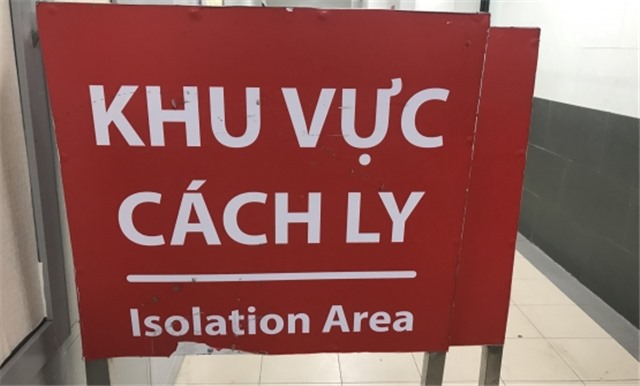 KHU VỰC
CÁCH LY
Isolation Area